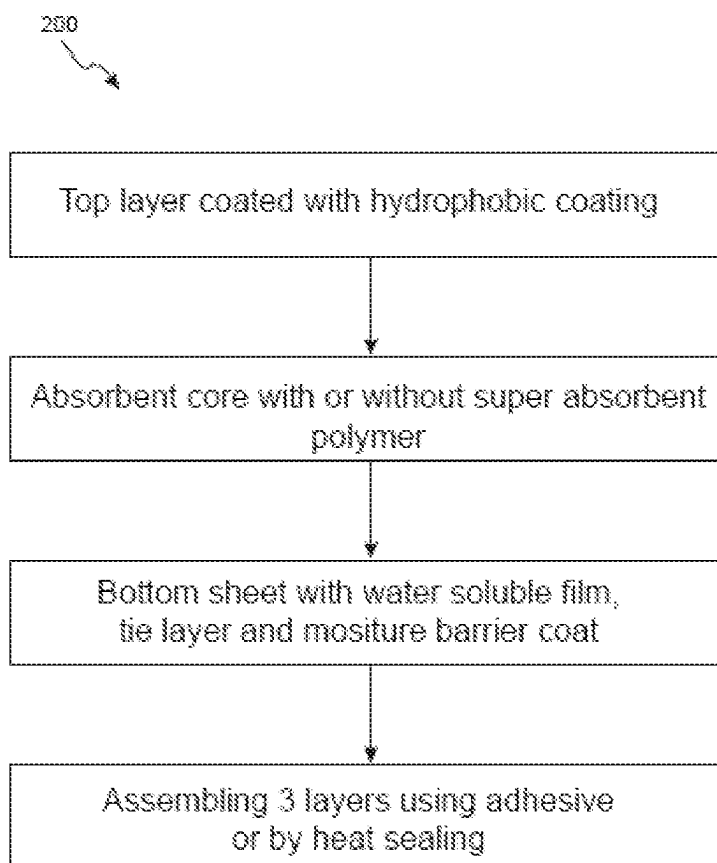 200
Top layer coated with hydrophobic coating
Absorbent core with or without super absorbent
polymer
Bottom sheet with water soluble film,
tie layer and mositure barrier coat
Assembling 3 layers using adhesive
or by heat sealing